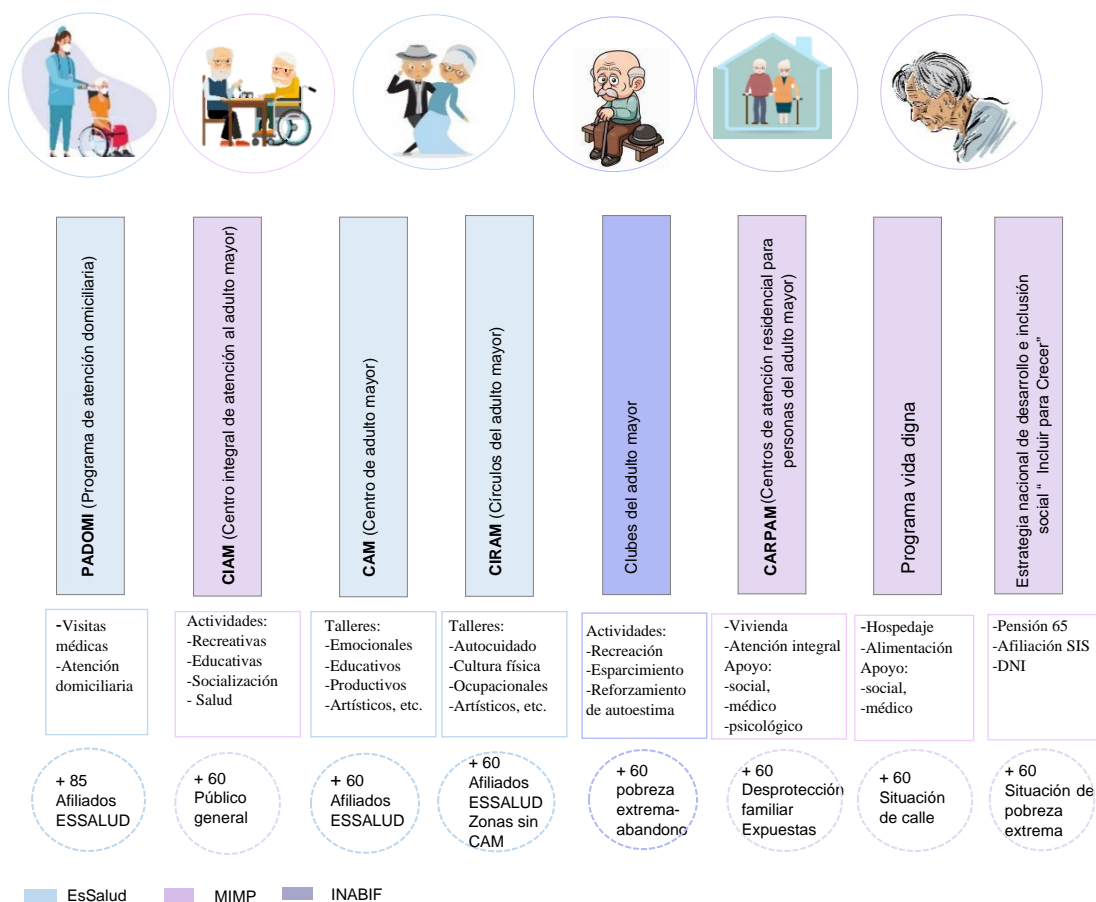 PADOMI (Programa de atención domiciliaria)
CIAM (Centro integral de atención al adulto mayor)
CAM (Centro de adulto mayor)
CIRAM (Círculos del adulto mayor)
Clubes del adulto mayor
CARPAM(Centros de atención residencial para
personas del adulto mayor)
Programa vida digna
Estrategia nacional de desarrollo e inclusión
social “ Incluir para Crecer”
-Visitas
médicas
-Atención
domiciliaria
Actividades:
-Recreativas
-Educativas
-Socialización
- Salud
Talleres:
-Emocionales
-Educativos
-Productivos
-Artísticos, etc.
Talleres:
-Autocuidado
-Cultura física
-Ocupacionales
-Artísticos, etc.
Actividades:
-Recreación
-Esparcimiento
-Reforzamiento
de autoestima
-Vivienda
-Atención integral
Apoyo:
-social,
-médico
-psicológico
-Hospedaje
-Alimentación
Apoyo:
-social,
-médico
-Pensión 65
-Afiliación SIS
-DNI
+ 85
Afiliados
ESSALUD
+ 60
Público
general
+ 60
Afiliados
ESSALUD
+ 60
Afiliados
ESSALUD
Zonas sin
CAM
+ 60
pobreza
extrema-
abandono
+ 60
Desprotección
familiar
Expuestas
+ 60
Situación
de calle
+ 60
Situación de
pobreza
extrema
EsSalud
MIMP
INABIF